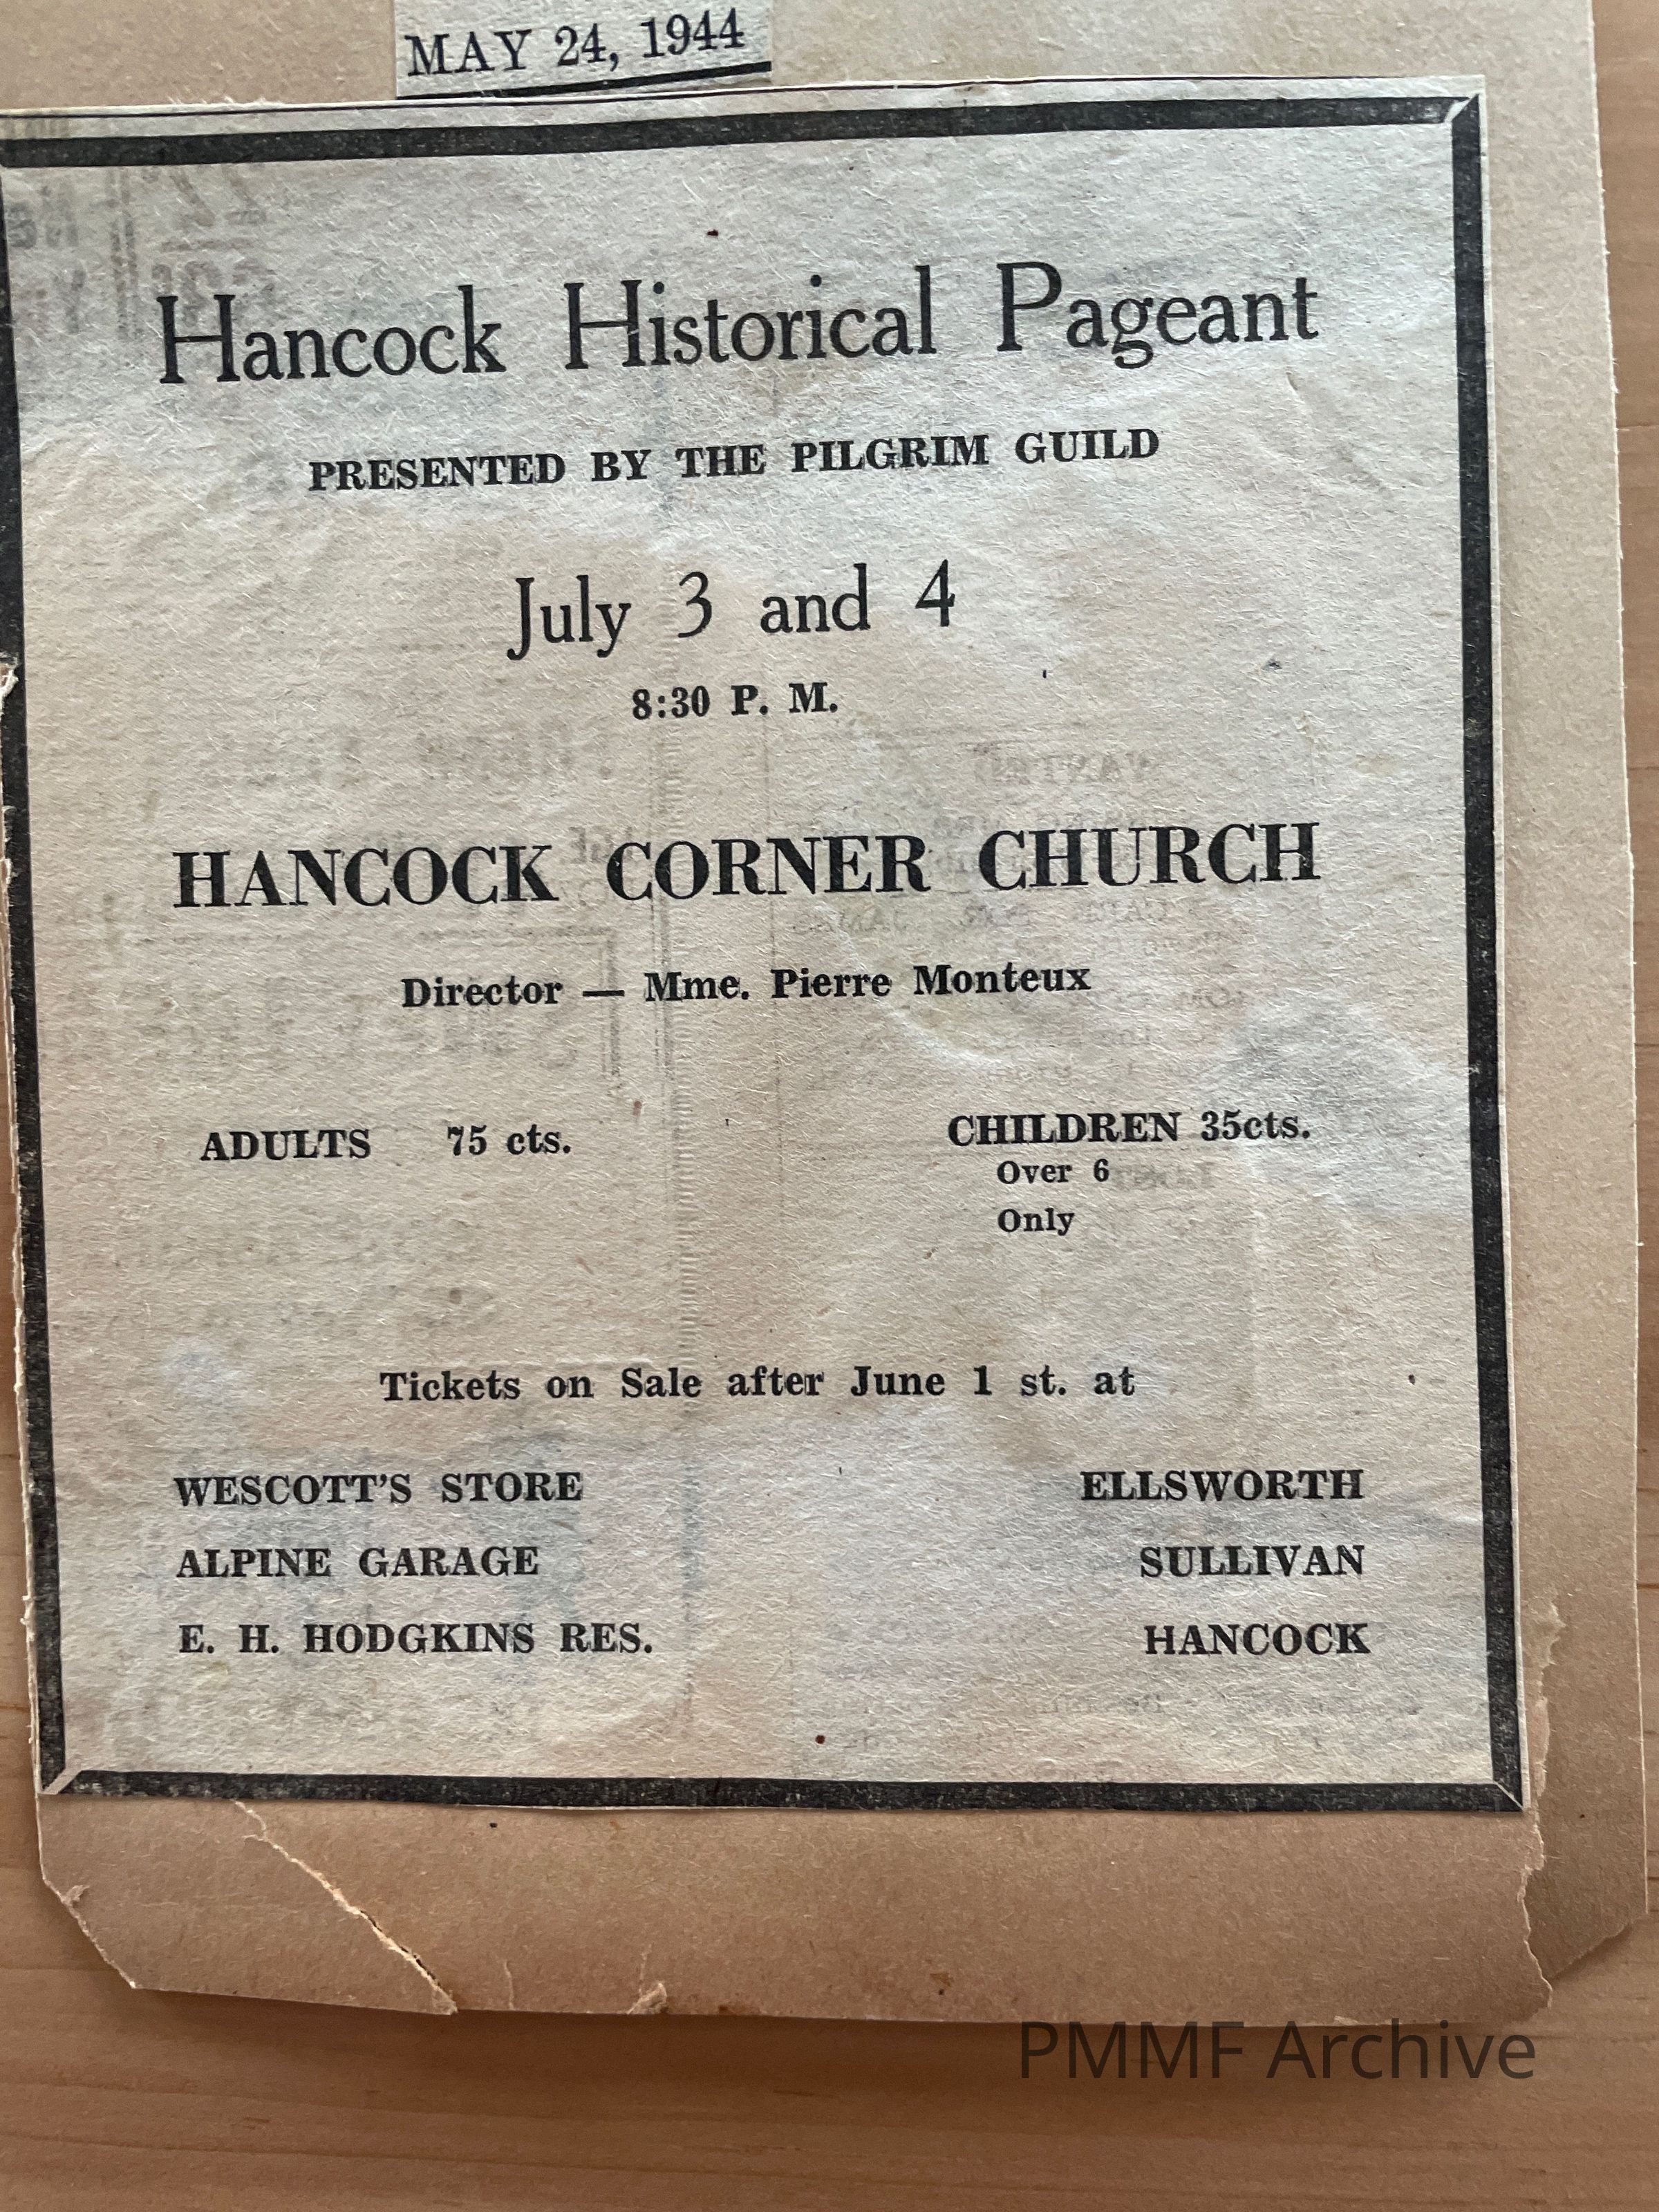 MAY 24, 1944
Hancock Historical Pageant
PRESENTED BY THE PILGRIM GUILD
July 3 and 4
8:30 P. M.
HANCOCK CORNER CHURCH
Director — Mme. Pierre Monteux
ADULTS 75 cts. CHILDREN 35cts.
Over 6
Only
Tickets on Sale after June 1 st. at
WESCOTT'S STORE ELLSWORTH
ALPINE GARAGE SULLIVAN
E. H. HODGKINS RES. HANCOCK
PMMF Archive